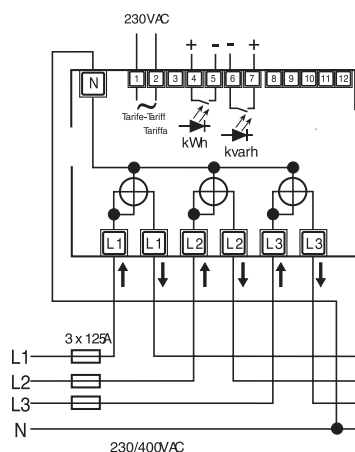 230VAC
+ - - +
N 1 2 3 4 5 6 7 8 9 10 11 12
Tarife-Tariff
Tariffa
kWh
kvarh
L1 L1 L2 L2 L3 L3
3 x 125A
L1
L2
L3
N
230/400VAC